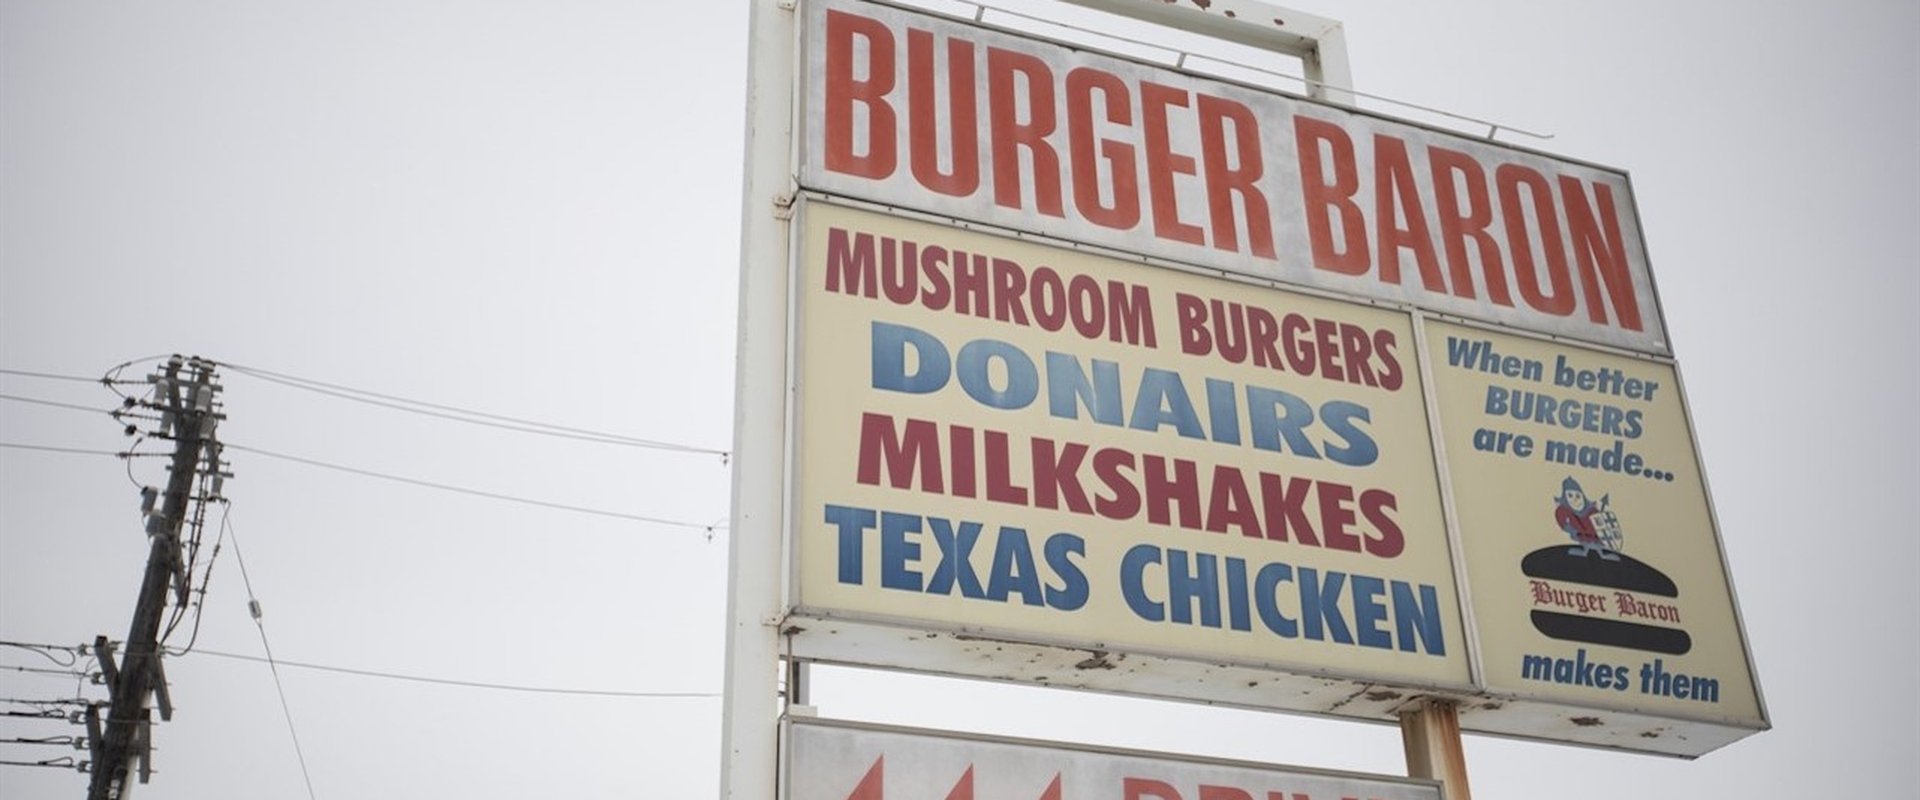 BURGER BARON
MUSHROOM BURGERS
DONAIRS
MILKSHAKES
TEXAS CHICKEN
When better
BURGERS
are made...
Burger Baron
makes them